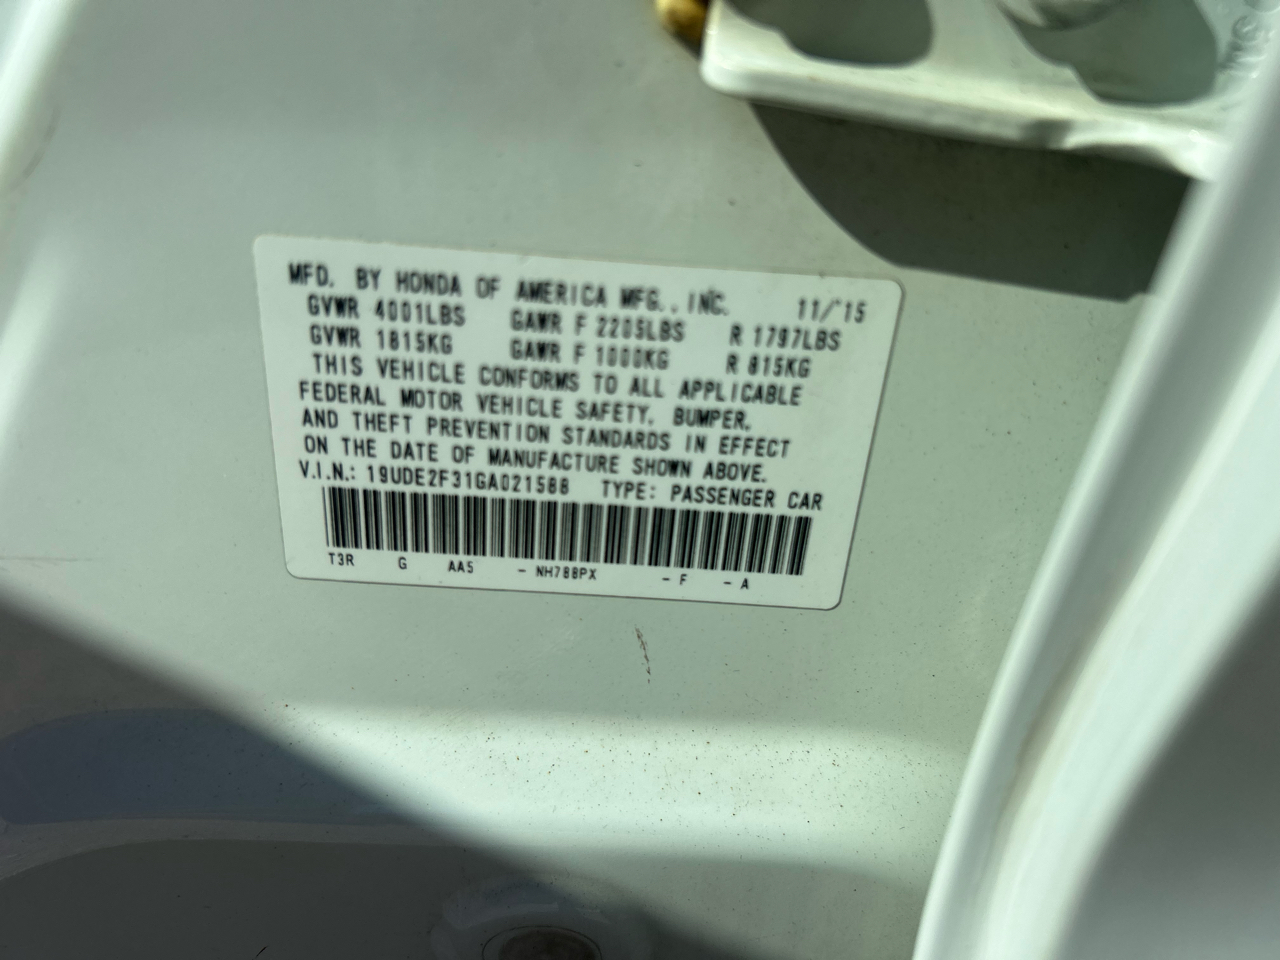 MFD. BY HONDA OF AMERICA MFG., INC. 11/'15
GVWR 4001LBS GAWR F 2205LBS R 1797LBS
GVWR 1815KG GAWR F 1000KG R 815KG
THIS VEHICLE CONFORMS TO ALL APPLICABLE
FEDERAL MOTOR VEHICLE SAFETY, BUMPER,
AND THEFT PREVENTION STANDARDS IN EFFECT
ON THE DATE OF MANUFACTURE SHOWN ABOVE.
V.I.N.: 19UDE2F31GA021588 TYPE: PASSENGER CAR
T3R G AA5 - NH788PX - F - A